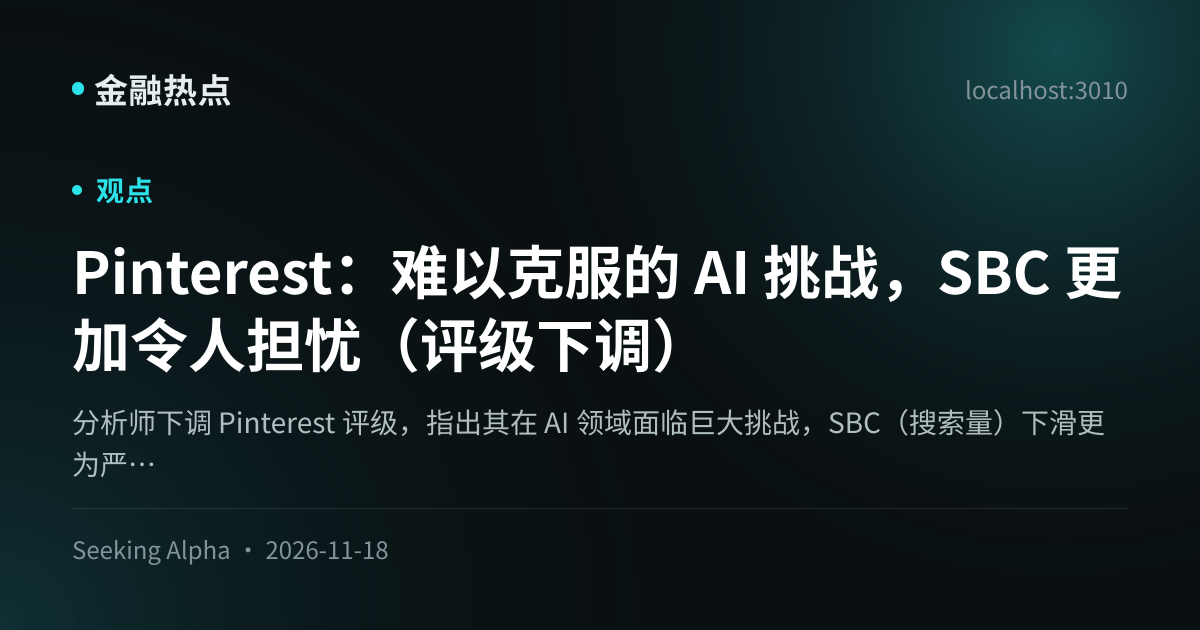 金融热点
localhost:3010
观点
Pinterest：难以克服的 AI 挑战，SBC 更
加令人担忧（评级下调）
分析师下调 Pinterest 评级，指出其在 AI 领域面临巨大挑战，SBC（搜索量）下滑更
为严…
Seeking Alpha · 2026-11-18